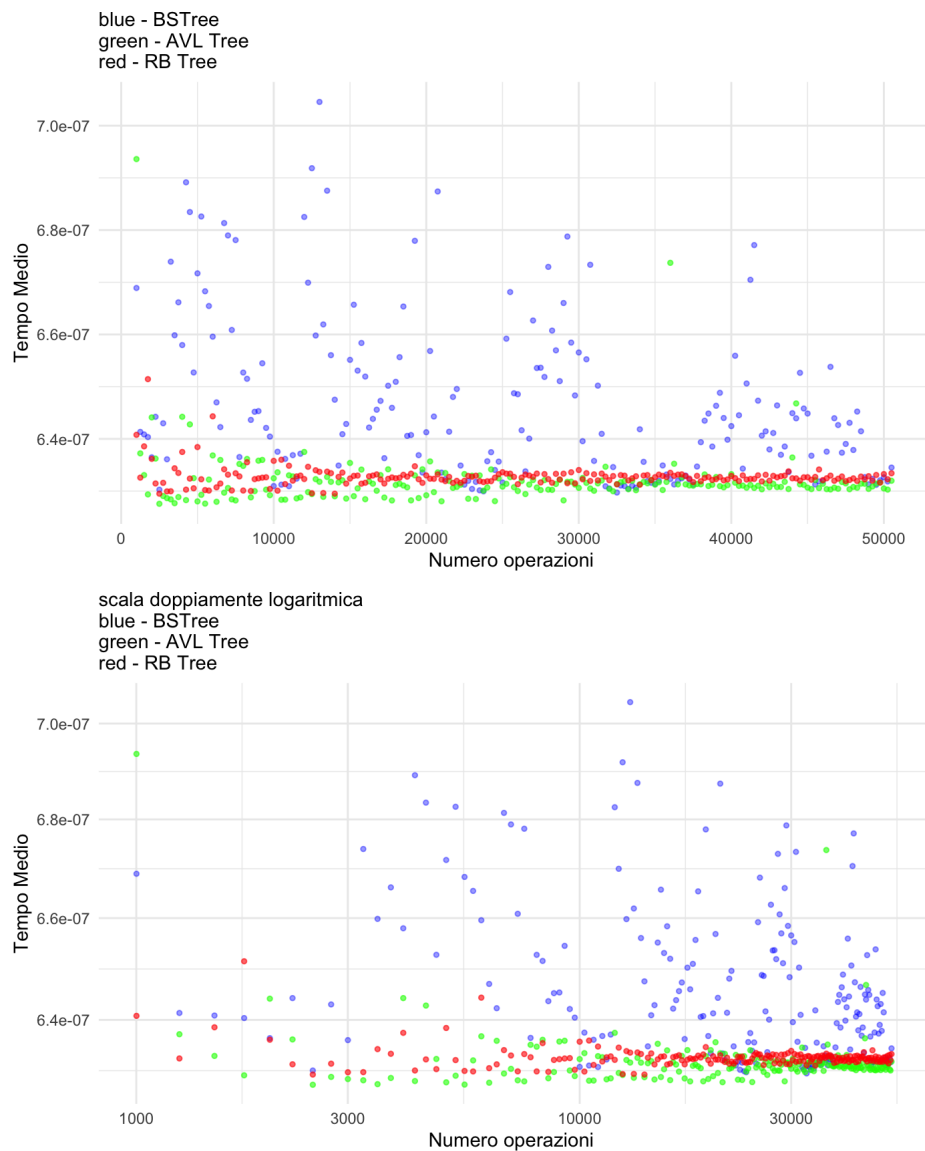 blue - BSTree
green - AVL Tree
red - RB Tree
7.0e-07
6.8e-07
6.6e-07
6.4e-07
Tempo Medio
0 10000 20000 30000 40000 50000
Numero operazioni
scala doppiamente logaritmica
blue - BSTree
green - AVL Tree
red - RB Tree
7.0e-07
6.8e-07
6.6e-07
6.4e-07
Tempo Medio
1000 3000 10000 30000
Numero operazioni